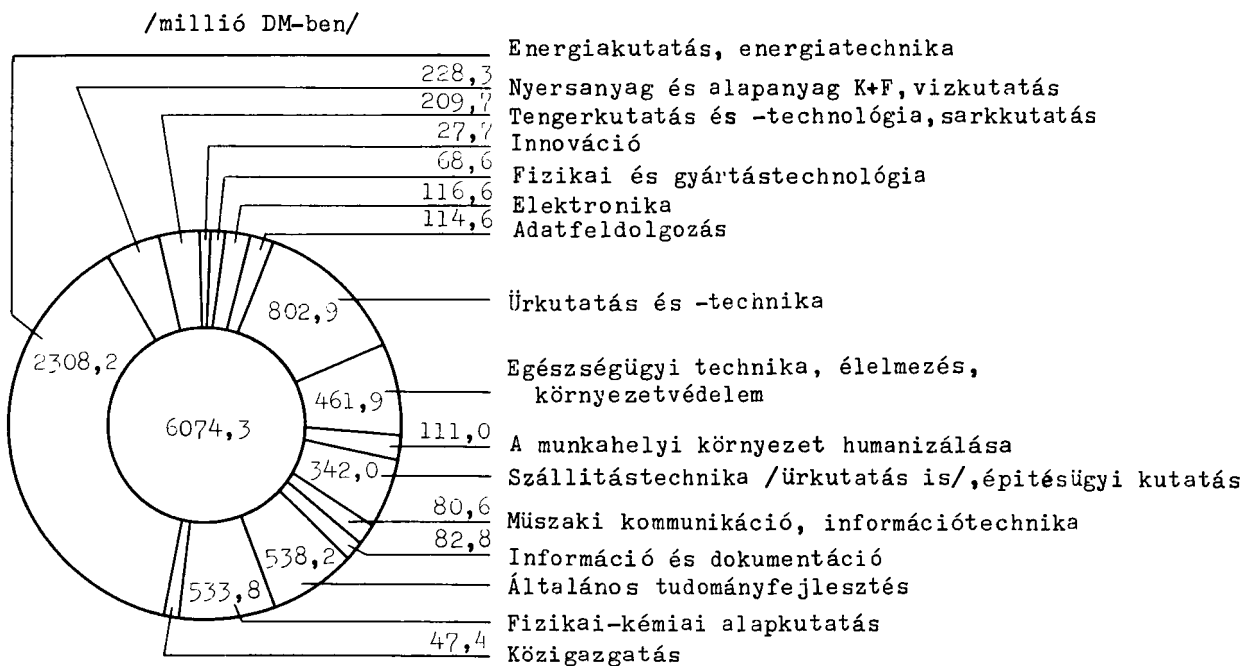 /millió DM-ben/
Energiakutatás, energiatechnika
228,3
Nyersanyag és alapanyag K+F, vizkutatás
209,7
Tengerkutatás és -technológia, sarkkutatás
27,7
Innováció
68,6
Fizikai és gyártástechnológia
116,6
Elektronika
114,6
Adatfeldolgozás
802,9
Ürkutatás és -technika
2308,2
Egészségügyi technika, élelmezés,
környezetvédelem
461,9
6074,3
111,0
A munkahelyi környezet humanizálása
342,0
Szállitástechnika /ürkutatás is/, épitésügyi kutatás
80,6
Müszaki kommunikáció, információtechnika
82,8
Információ és dokumentáció
538,2
Általános tudományfejlesztés
533,8
Fizikai-kémiai alapkutatás
47,4
Közigazgatás